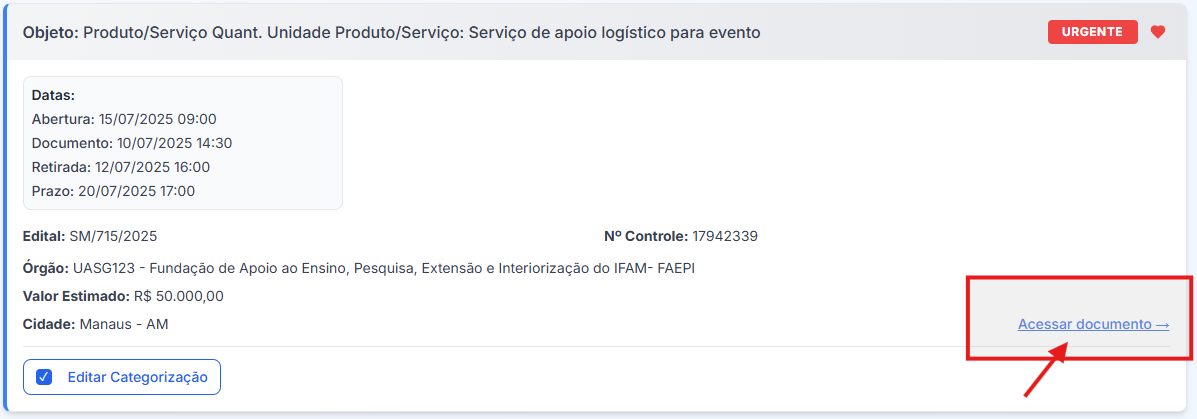 Objeto: Produto/Serviço Quant. Unidade Produto/Serviço: Serviço de apoio logístico para evento
URGENTE
Datas:
Abertura: 15/07/2025 09:00
Documento: 10/07/2025 14:30
Retirada: 12/07/2025 16:00
Prazo: 20/07/2025 17:00
Edital: SM/715/2025
Nº Controle: 17942339
Órgão: UASG123 - Fundação de Apoio ao Ensino, Pesquisa, Extensão e Interiorização do IFAM- FAEPI
Valor Estimado: R$ 50.000,00
Cidade: Manaus - AM
Acessar documento →
Editar Categorização